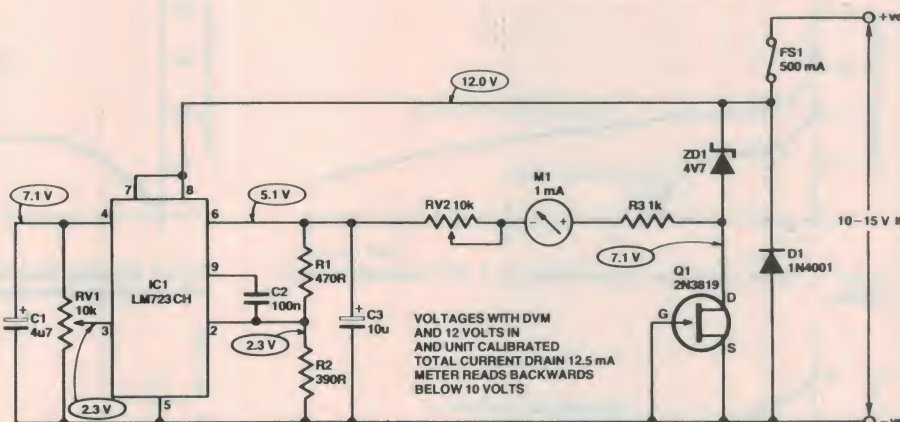 +ve
FS1
500 mA
12.0 V
ZD1
4V7
7.1 V
7
8
5.1 V
M1
1 mA
4
6
RV2 10k
R3 1k
-
+
10–15 V
7.1 V
9
R1
470R
D1
1N4001
IC1
LM723 CH
Q1
2N3819
RV1
10k
C2
100n
D
+
C1
4u7
3
2
+
C3
10u
G
S
2.3 V
R2
390R
VOLTAGES WITH DVM
AND 12 VOLTS IN
AND UNIT CALIBRATED
TOTAL CURRENT DRAIN 12.5 mA
METER READS BACKWARDS
BELOW 10 VOLTS
2.3 V
5